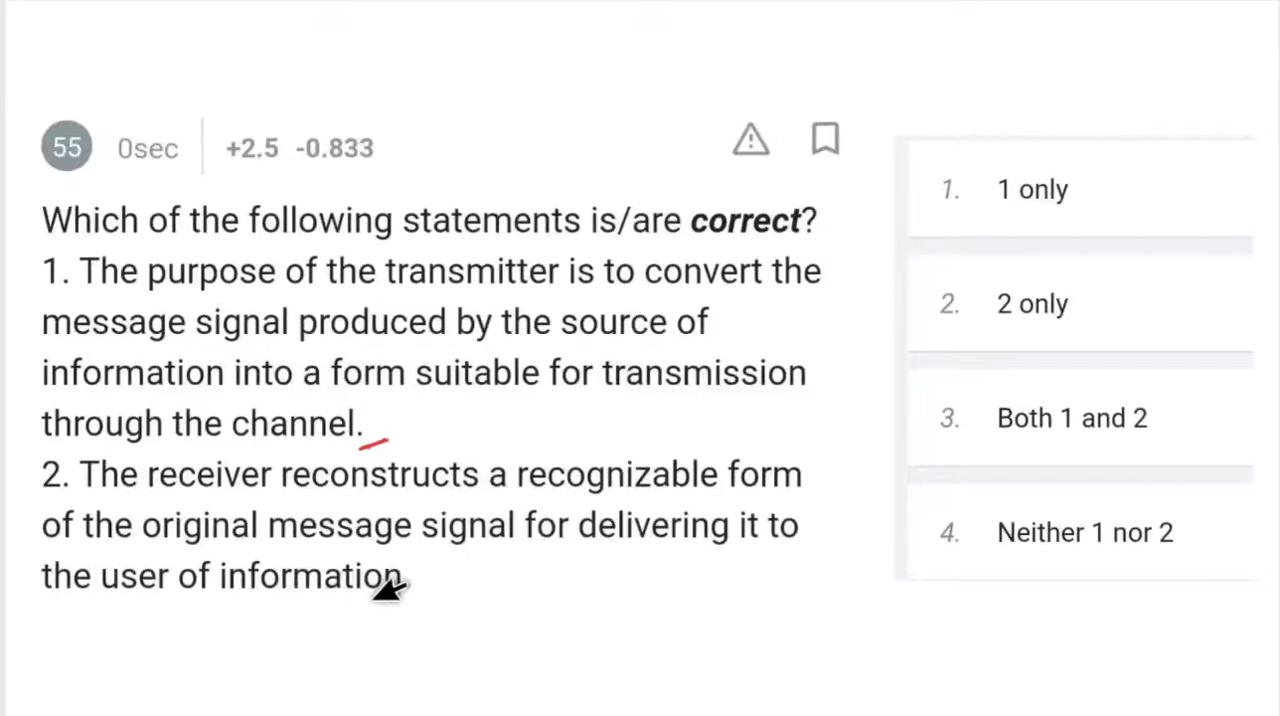 55 0sec +2.5 -0.833
Which of the following statements is/are correct?
1. The purpose of the transmitter is to convert the
message signal produced by the source of
information into a form suitable for transmission
through the channel.
2. The receiver reconstructs a recognizable form
of the original message signal for delivering it to
the user of information
1. 1 only
2. 2 only
3. Both 1 and 2
4. Neither 1 nor 2